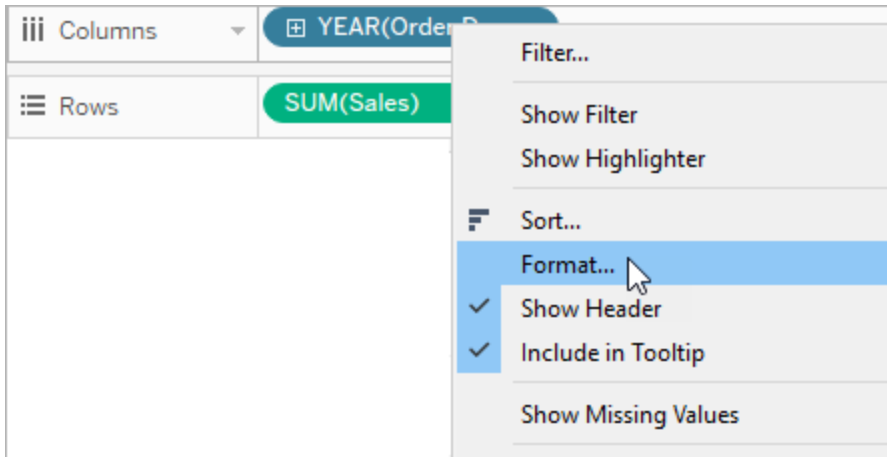 Columns
YEAR(Order
Rows
SUM(Sales)
Filter...
Show Filter
Show Highlighter
Sort...
Format...
Show Header
Include in Tooltip
Show Missing Values